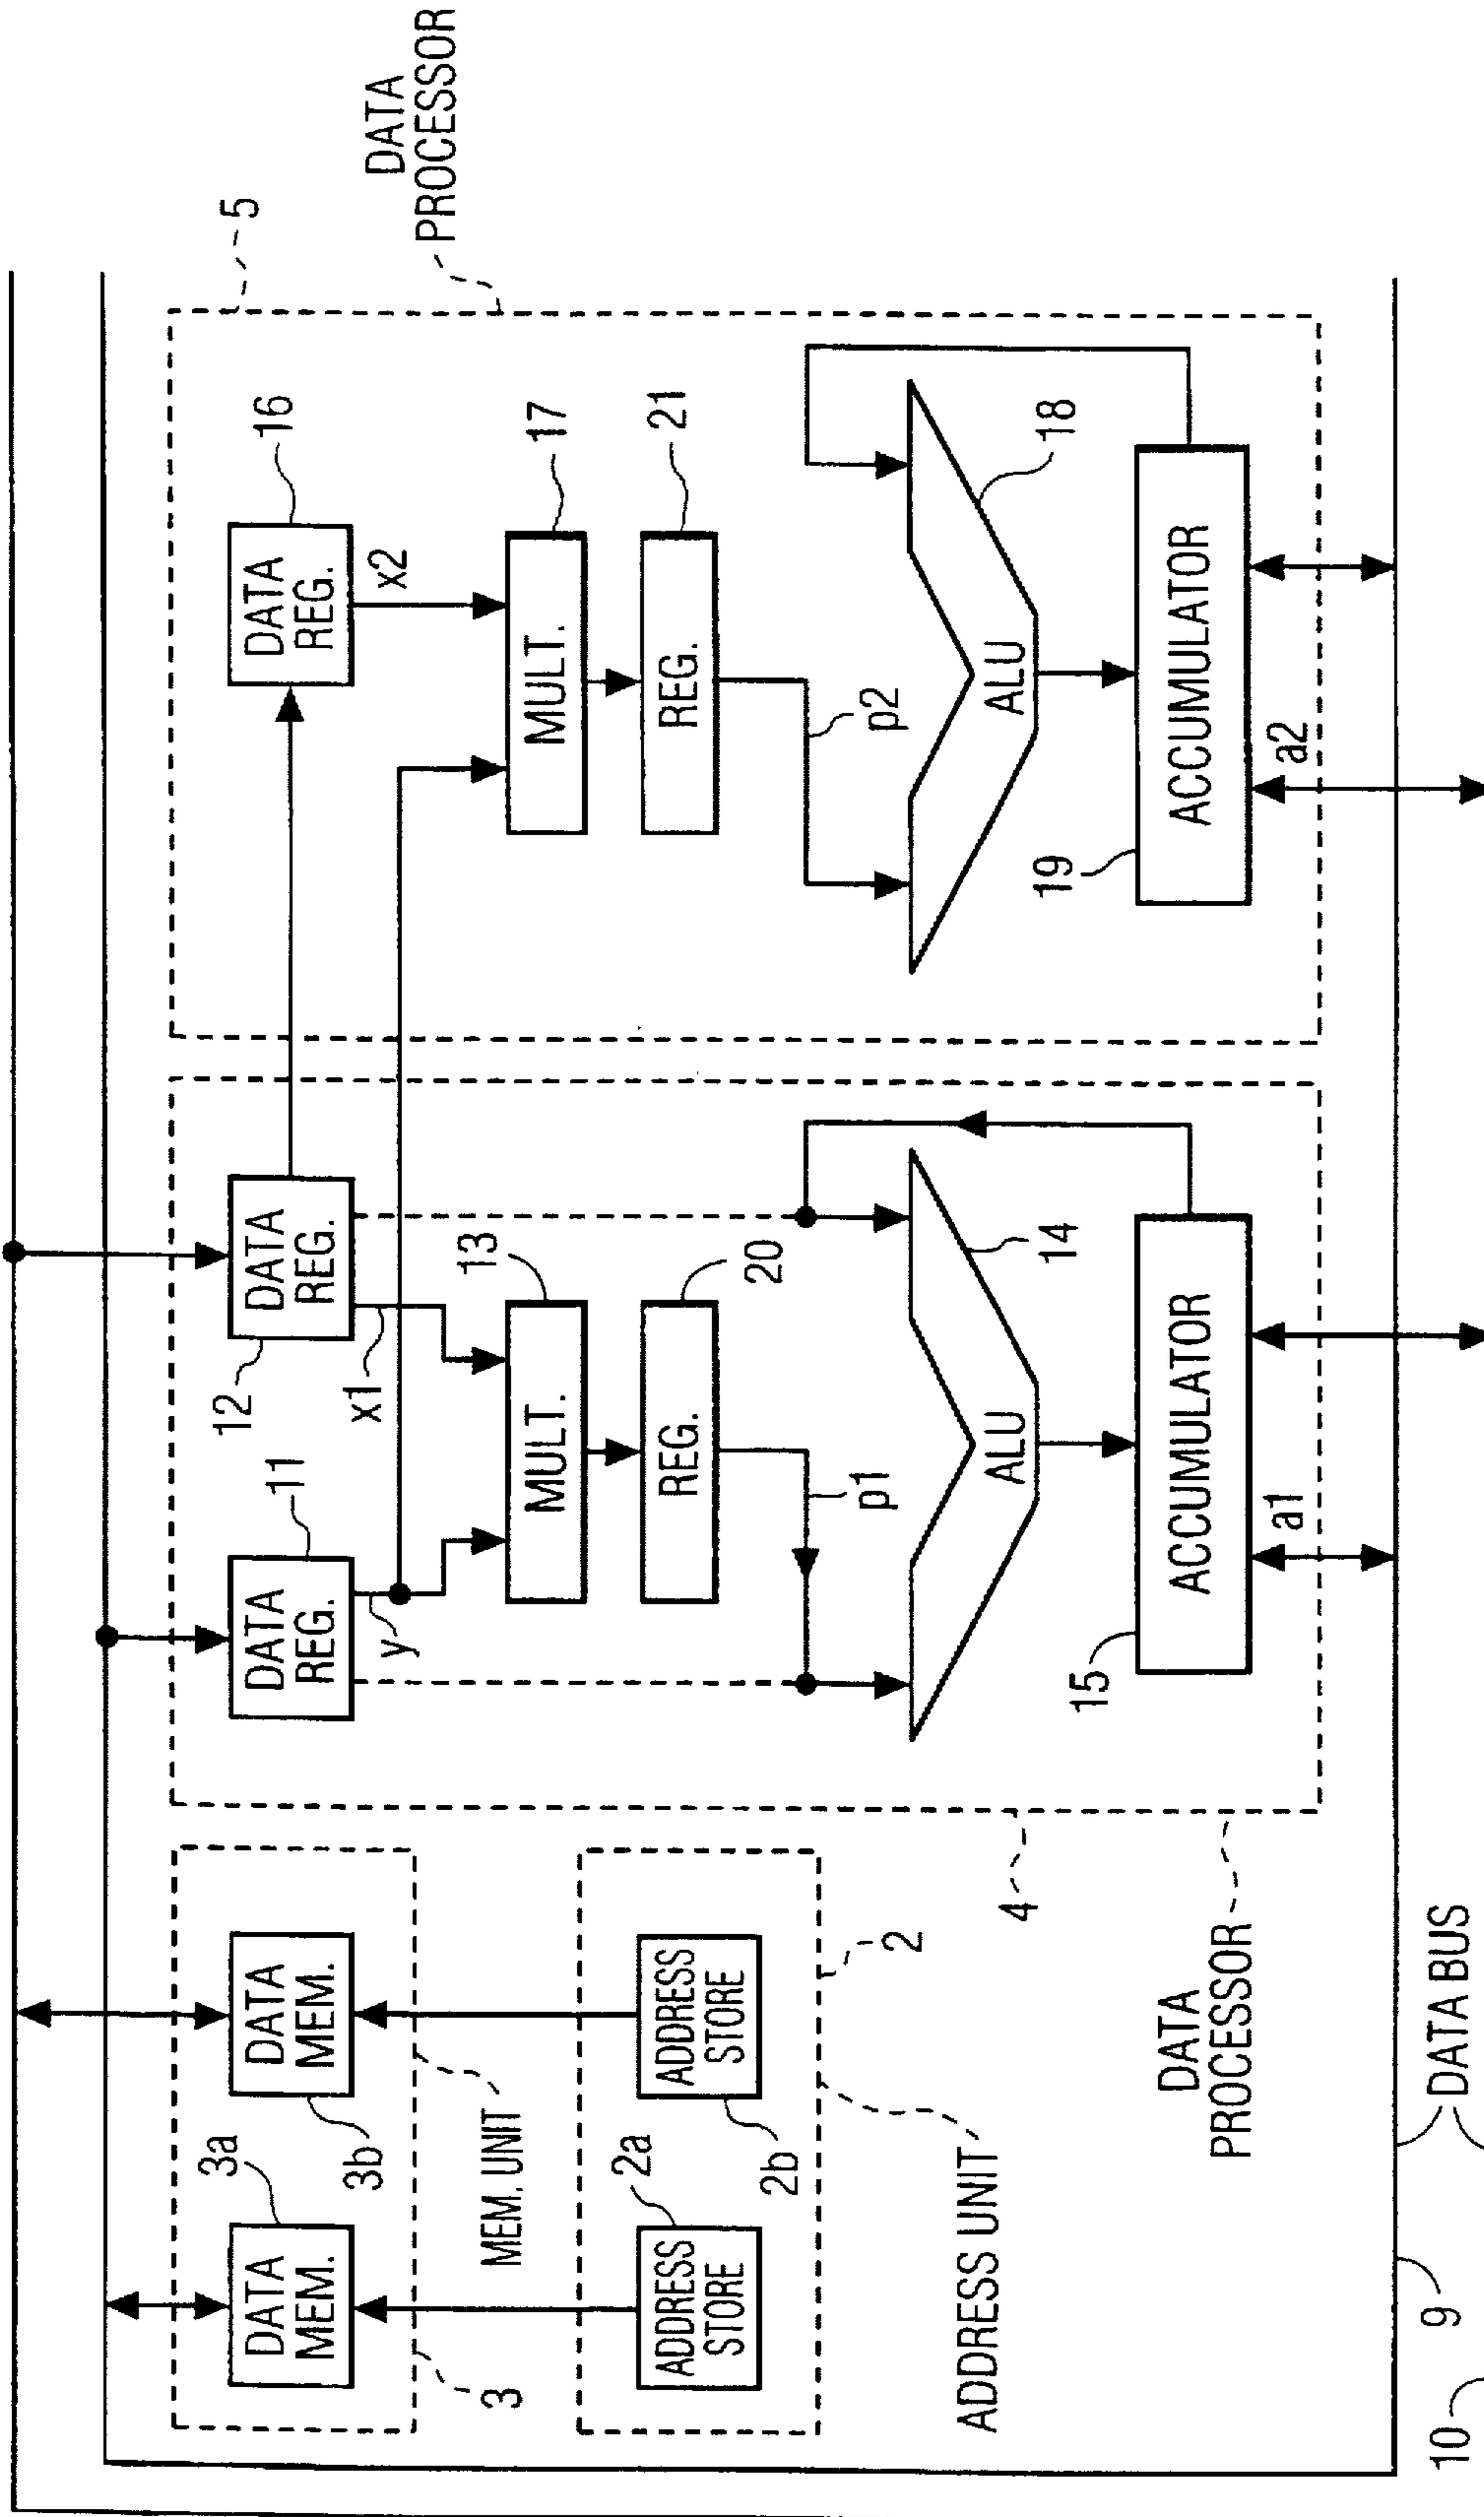 DATA
PROCESSOR
5
3a
3b
DATA
MEM.
DATA
MEM.
3
MEM. UNIT
2a
2b
ADDRESS
STORE
ADDRESS
STORE
2
ADDRESS UNIT
11
12
DATA
REG.
DATA
REG.
16
DATA
REG.
y
x1
x2
13
MULT.
17
MULT.
20
REG.
21
REG.
p1
p2
14
ALU
18
ALU
15
ACCUMULATOR
19
ACCUMULATOR
a1
a2
4
DATA
PROCESSOR
10
9
DATA BUS